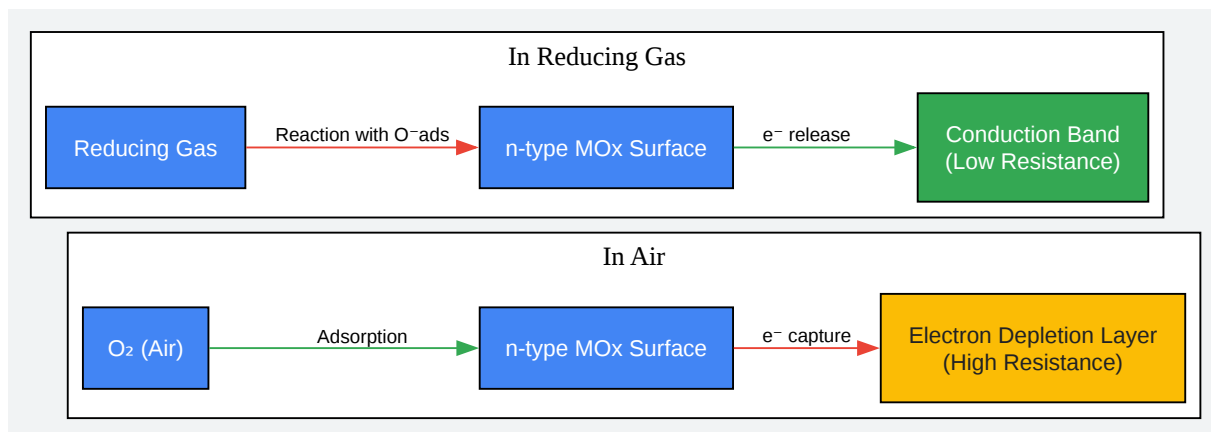 In Reducing Gas
Reducing Gas
Reaction with O⁻ads
n-type MOx Surface
e⁻ release
Conduction Band
(Low Resistance)
In Air
O₂ (Air)
Adsorption
n-type MOx Surface
e⁻ capture
Electron Depletion Layer
(High Resistance)